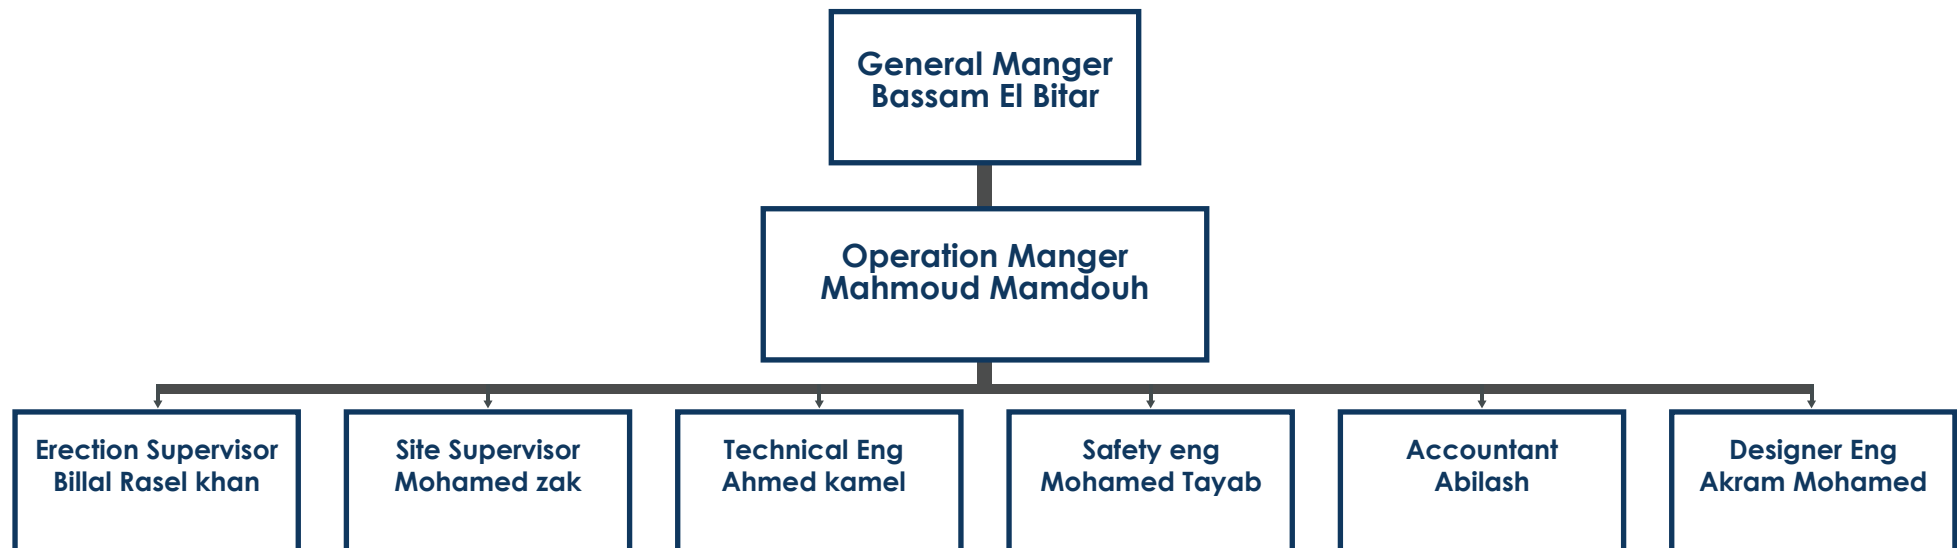 General Manger
Bassam El Bitar
Operation Manger
Mahmoud Mamdouh
Erection Supervisor
Billal Rasel khan
Site Supervisor
Mohamed zak
Technical Eng
Ahmed kamel
Safety eng
Mohamed Tayab
Accountant
Abilash
Designer Eng
Akram Mohamed